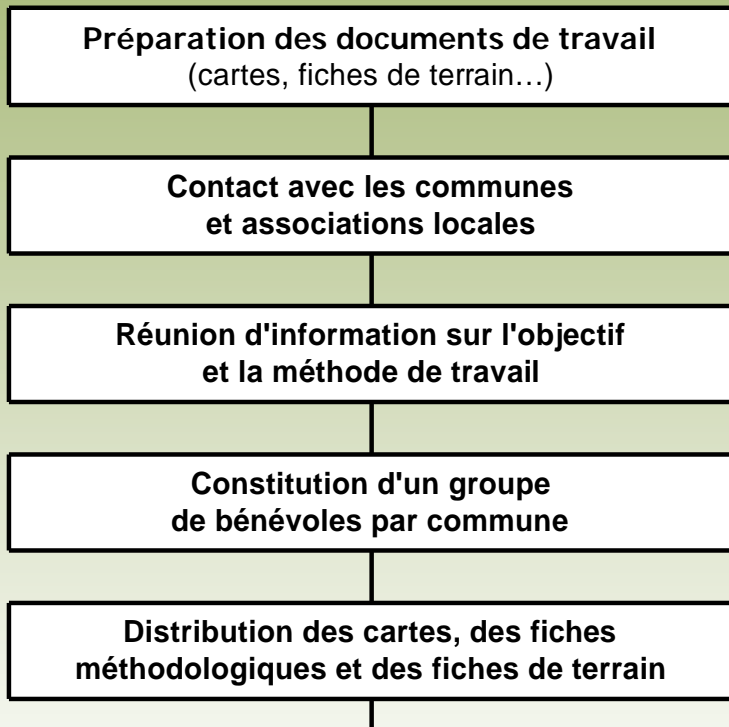 Préparation des documents de travail
(cartes, fiches de terrain…)
Contact avec les communes
et associations locales
Réunion d'information sur l'objectif
et la méthode de travail
Constitution d'un groupe
de bénévoles par commune
Distribution des cartes, des fiches
méthodologiques et des fiches de terrain